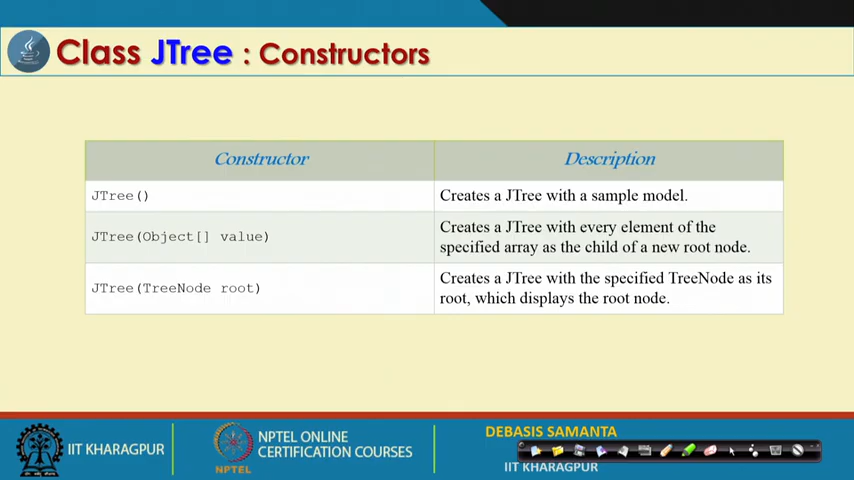 Class JTree : Constructors
Constructor Description
JTree() Creates a JTree with a sample model.
JTree(Object[] value) Creates a JTree with every element of the
specified array as the child of a new root node.
JTree(TreeNode root) Creates a JTree with the specified TreeNode as its
root, which displays the root node.
IIT KHARAGPUR
NPTEL
NPTEL ONLINE
CERTIFICATION COURSES
DEBASIS SAMANTA
IIT KHARAGPUR